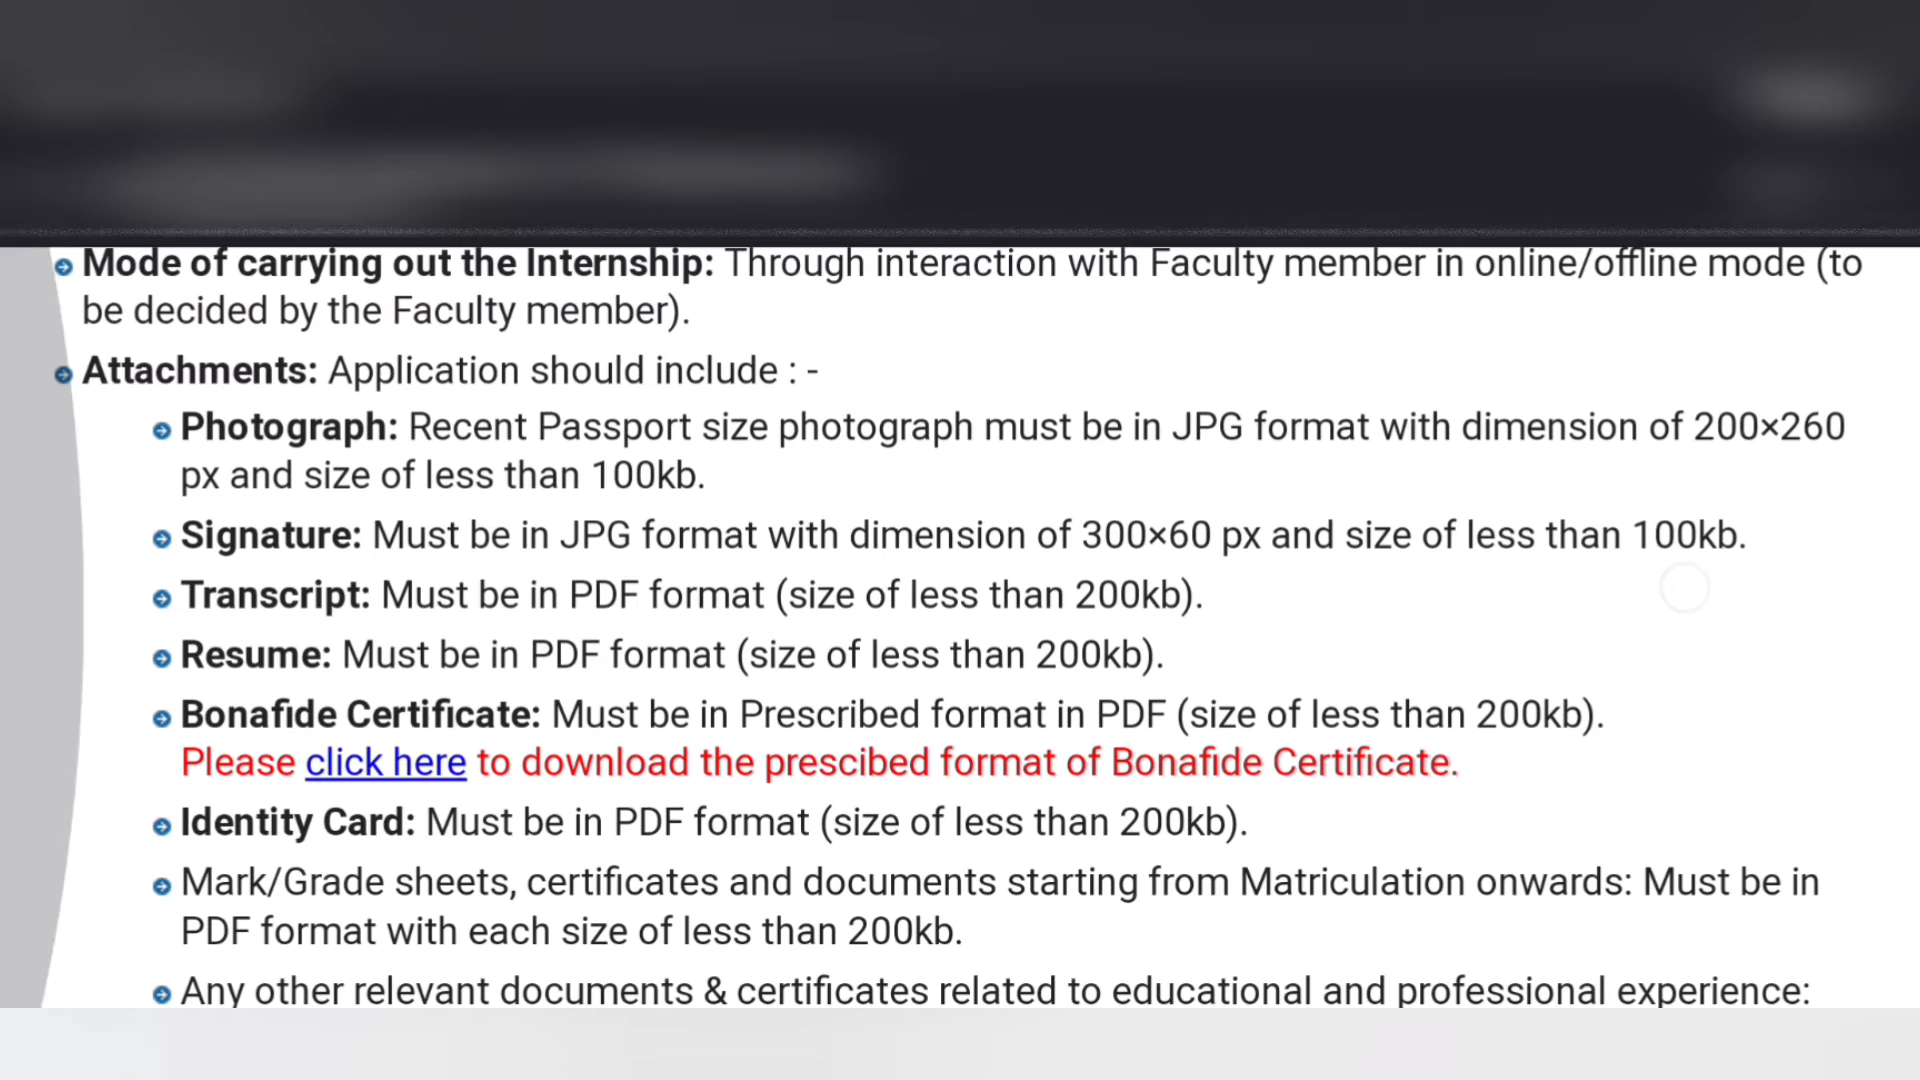 Mode of carrying out the Internship: Through interaction with Faculty member in online/offline mode (to
be decided by the Faculty member).
Attachments: Application should include : -
Photograph: Recent Passport size photograph must be in JPG format with dimension of 200×260
px and size of less than 100kb.
Signature: Must be in JPG format with dimension of 300×60 px and size of less than 100kb.
Transcript: Must be in PDF format (size of less than 200kb).
Resume: Must be in PDF format (size of less than 200kb).
Bonafide Certificate: Must be in Prescribed format in PDF (size of less than 200kb).
Please click here to download the prescibed format of Bonafide Certificate.
Identity Card: Must be in PDF format (size of less than 200kb).
Mark/Grade sheets, certificates and documents starting from Matriculation onwards: Must be in
PDF format with each size of less than 200kb.
Any other relevant documents & certificates related to educational and professional experience: